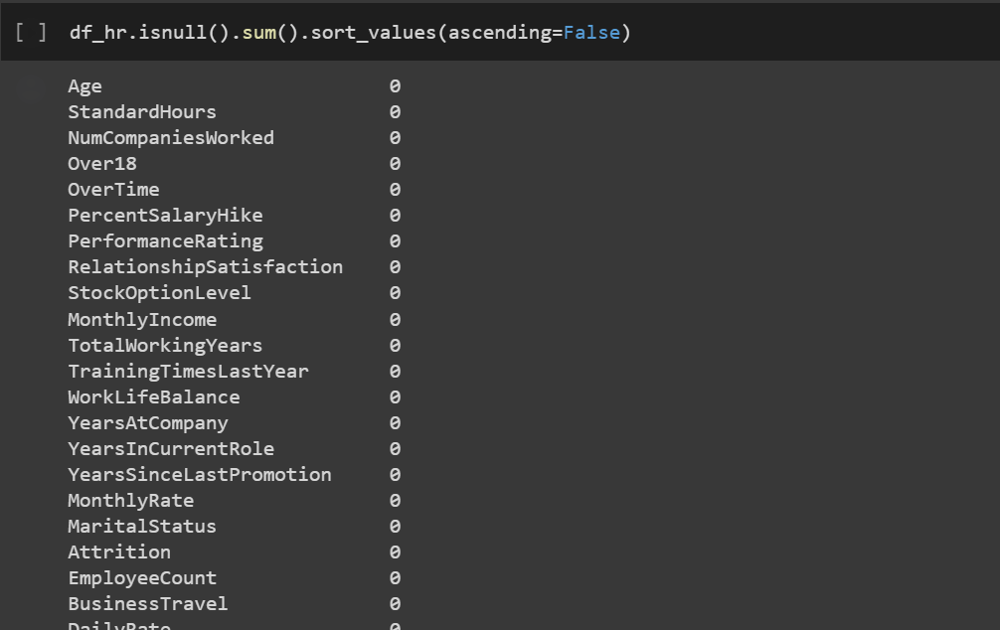 [ ] df_hr.isnull().sum().sort_values(ascending=False)
Age 0
StandardHours 0
NumCompaniesWorked 0
Over18 0
OverTime 0
PercentSalaryHike 0
PerformanceRating 0
RelationshipSatisfaction 0
StockOptionLevel 0
MonthlyIncome 0
TotalWorkingYears 0
TrainingTimesLastYear 0
WorkLifeBalance 0
YearsAtCompany 0
YearsInCurrentRole 0
YearsSinceLastPromotion 0
MonthlyRate 0
MaritalStatus 0
Attrition 0
EmployeeCount 0
BusinessTravel 0
DailyRate 0